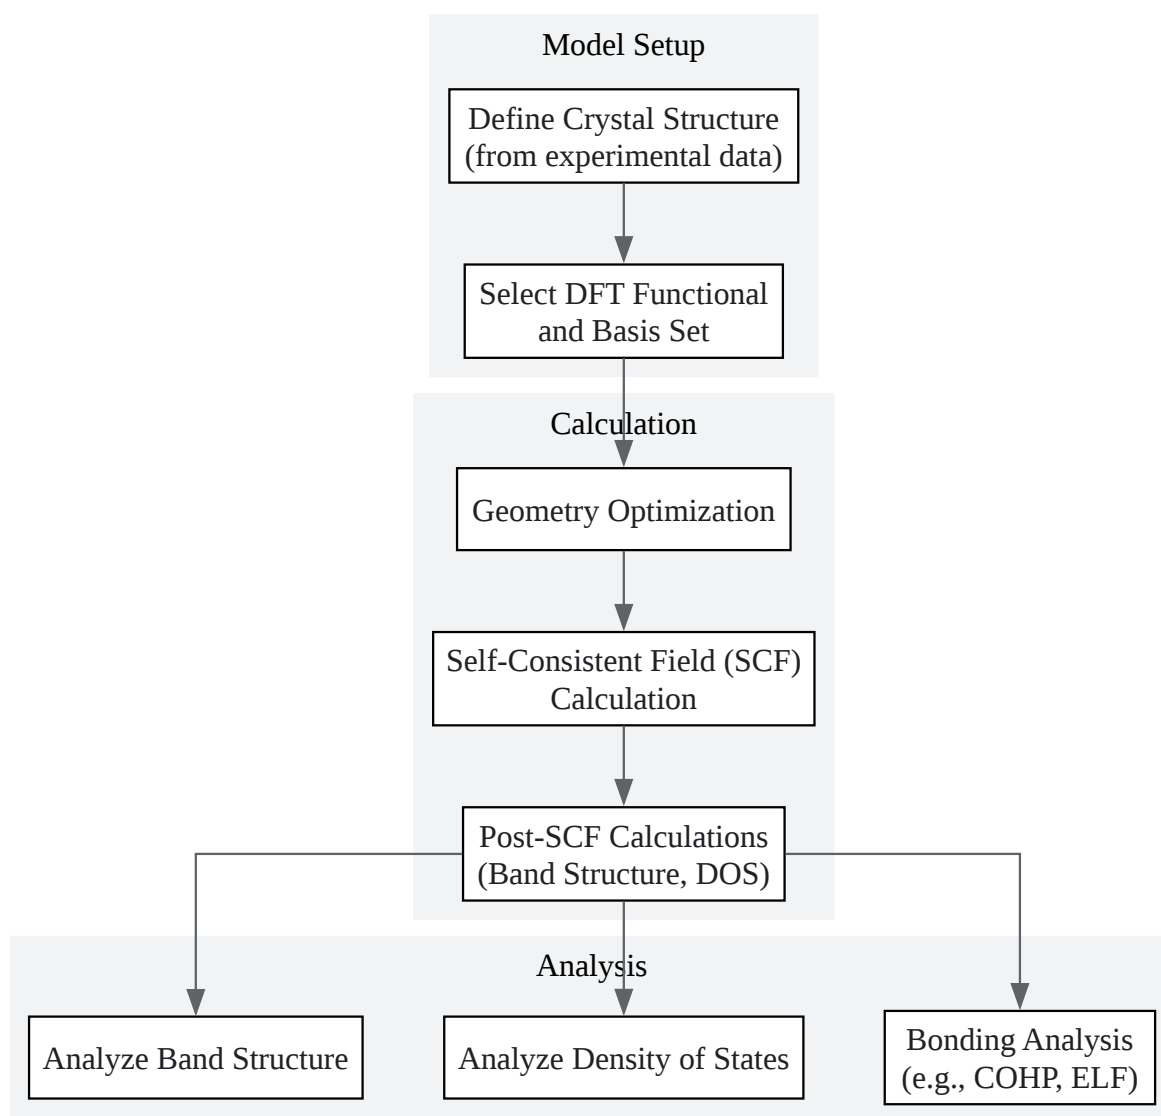 Model Setup
Define Crystal Structure
(from experimental data)
Select DFT Functional
and Basis Set
Calculation
Geometry Optimization
Self-Consistent Field (SCF)
Calculation
Post-SCF Calculations
(Band Structure, DOS)
Analysis
Analyze Band Structure
Analyze Density of States
Bonding Analysis
(e.g., COHP, ELF)